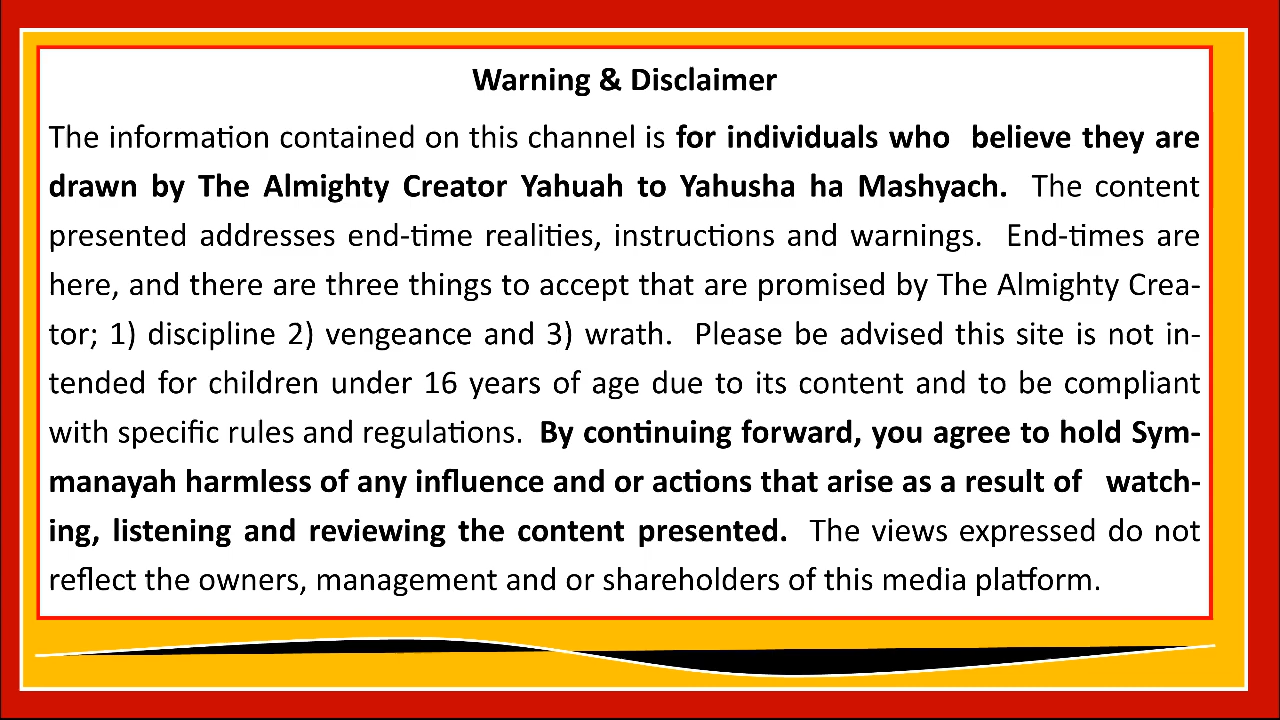 Warning & Disclaimer
The information contained on this channel is for individuals who believe they are
drawn by The Almighty Creator Yahuah to Yahusha ha Mashyach. The content
presented addresses end-time realities, instructions and warnings. End-times are
here, and there are three things to accept that are promised by The Almighty Crea-
tor; 1) discipline 2) vengeance and 3) wrath. Please be advised this site is not in-
tended for children under 16 years of age due to its content and to be compliant
with specific rules and regulations. By continuing forward, you agree to hold Sym-
manayah harmless of any influence and or actions that arise as a result of watch-
ing, listening and reviewing the content presented. The views expressed do not
reflect the owners, management and or shareholders of this media platform.